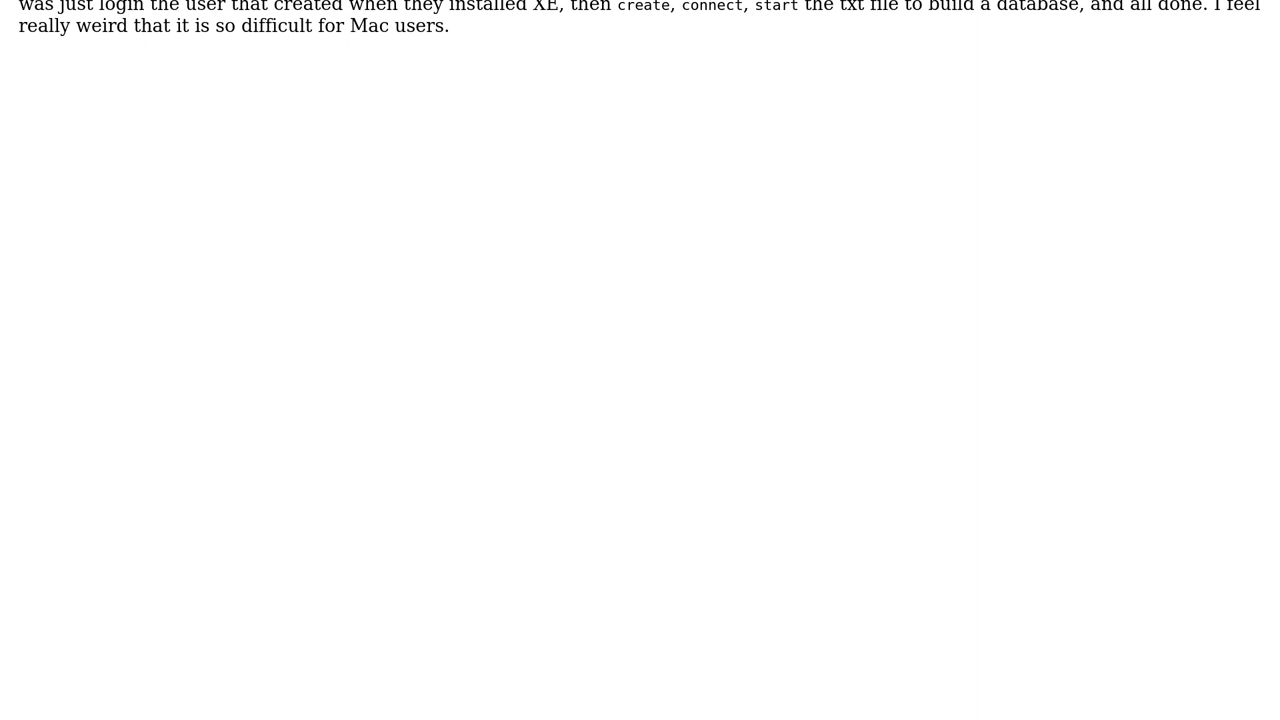 was just login the user that created when they installed XE, then create, connect, start the txt file to build a database, and all done. I feel
really weird that it is so difficult for Mac users.